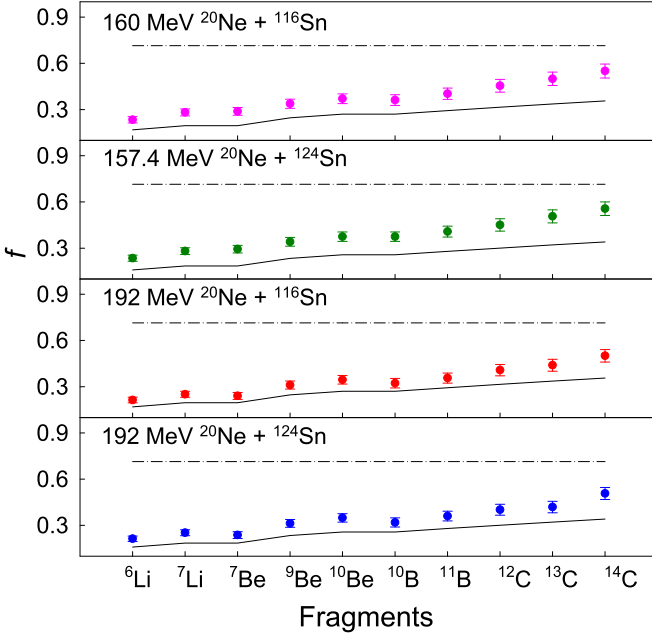 160 MeV ²⁰Ne + ¹¹⁶Sn
0.9
0.6
0.3
157.4 MeV ²⁰Ne + ¹²⁴Sn
0.9
0.6
0.3
f
192 MeV ²⁰Ne + ¹¹⁶Sn
0.9
0.6
0.3
192 MeV ²⁰Ne + ¹²⁴Sn
0.9
0.6
0.3
⁶Li ⁷Li ⁷Be ⁹Be ¹⁰Be ¹⁰B ¹¹B ¹²C ¹³C ¹⁴C
Fragments